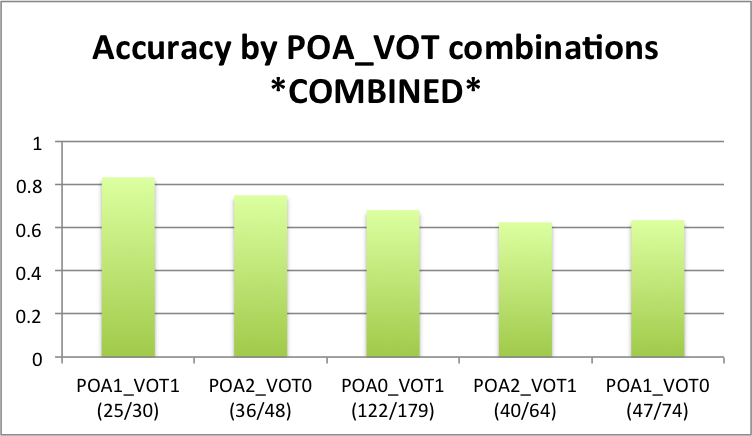 Accuracy by POA_VOT combinations
*COMBINED*
1
0.8
0.6
0.4
0.2
0
POA1_VOT1 POA2_VOT0 POA0_VOT1 POA2_VOT1 POA1_VOT0
(25/30) (36/48) (122/179) (40/64) (47/74)